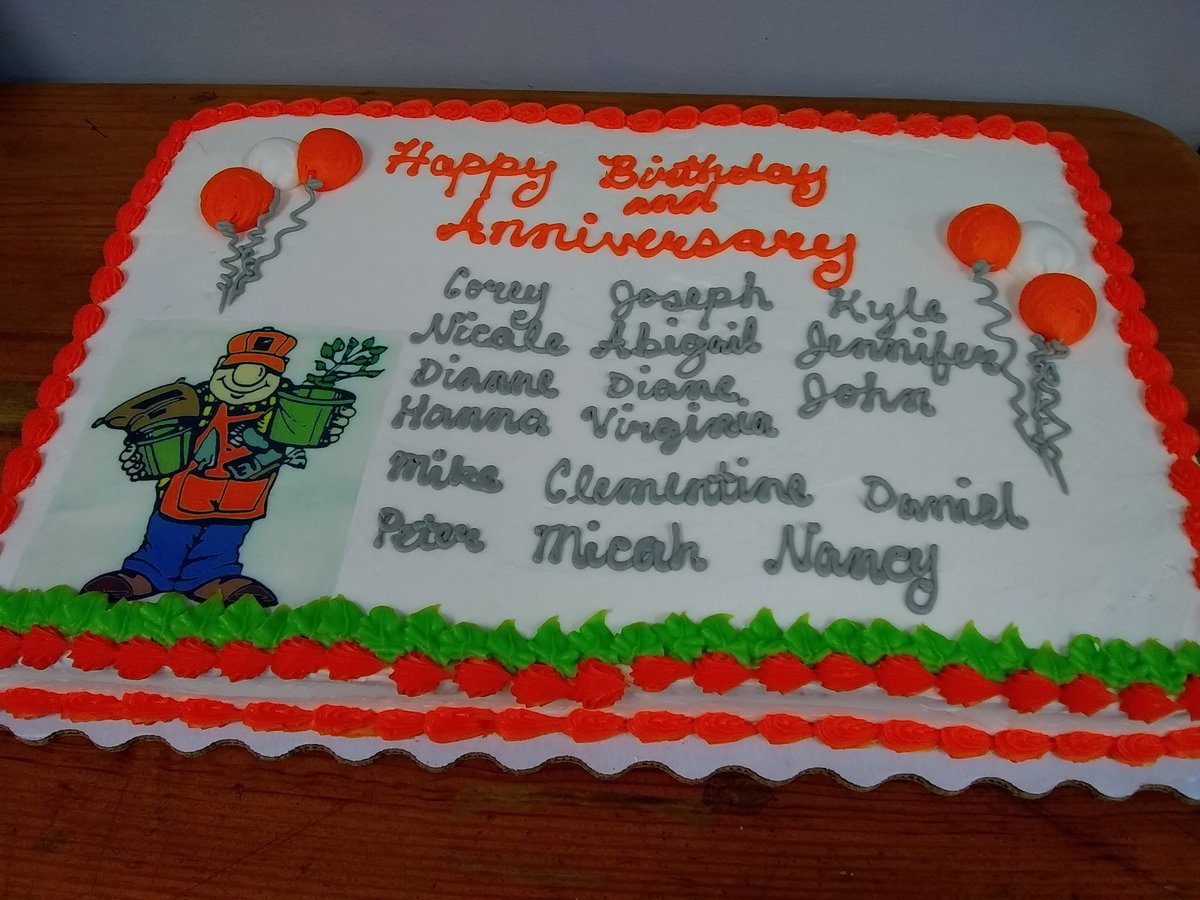 Happy Birthday
and
Anniversary
Corey Joseph Kyle
Nicole Abigail Jennifer
Dianne Diane John
Hanna Virginia
Mike Clementine Daniel
Peter Micah Nancy